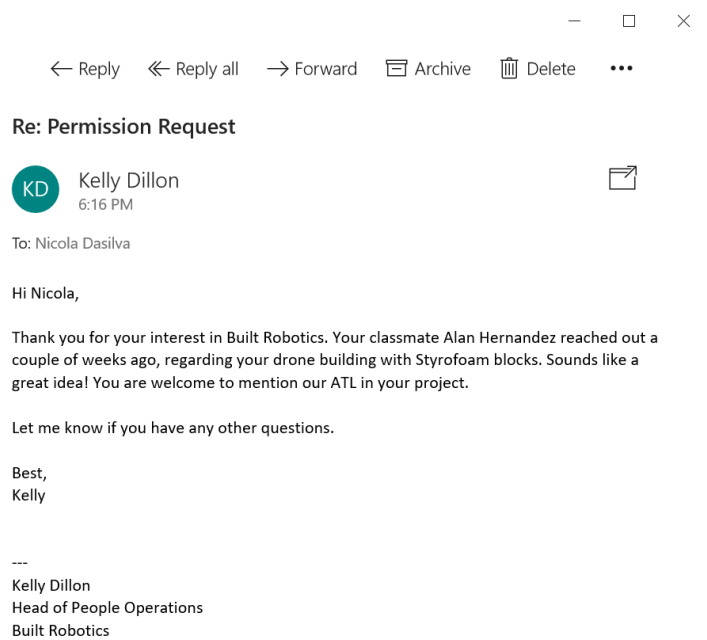 Reply Reply all Forward Archive Delete
Re: Permission Request
KD
Kelly Dillon
6:16 PM
To: Nicola Dasilva
Hi Nicola,
Thank you for your interest in Built Robotics. Your classmate Alan Hernandez reached out a
couple of weeks ago, regarding your drone building with Styrofoam blocks. Sounds like a
great idea! You are welcome to mention our ATL in your project.
Let me know if you have any other questions.
Best,
Kelly
---
Kelly Dillon
Head of People Operations
Built Robotics